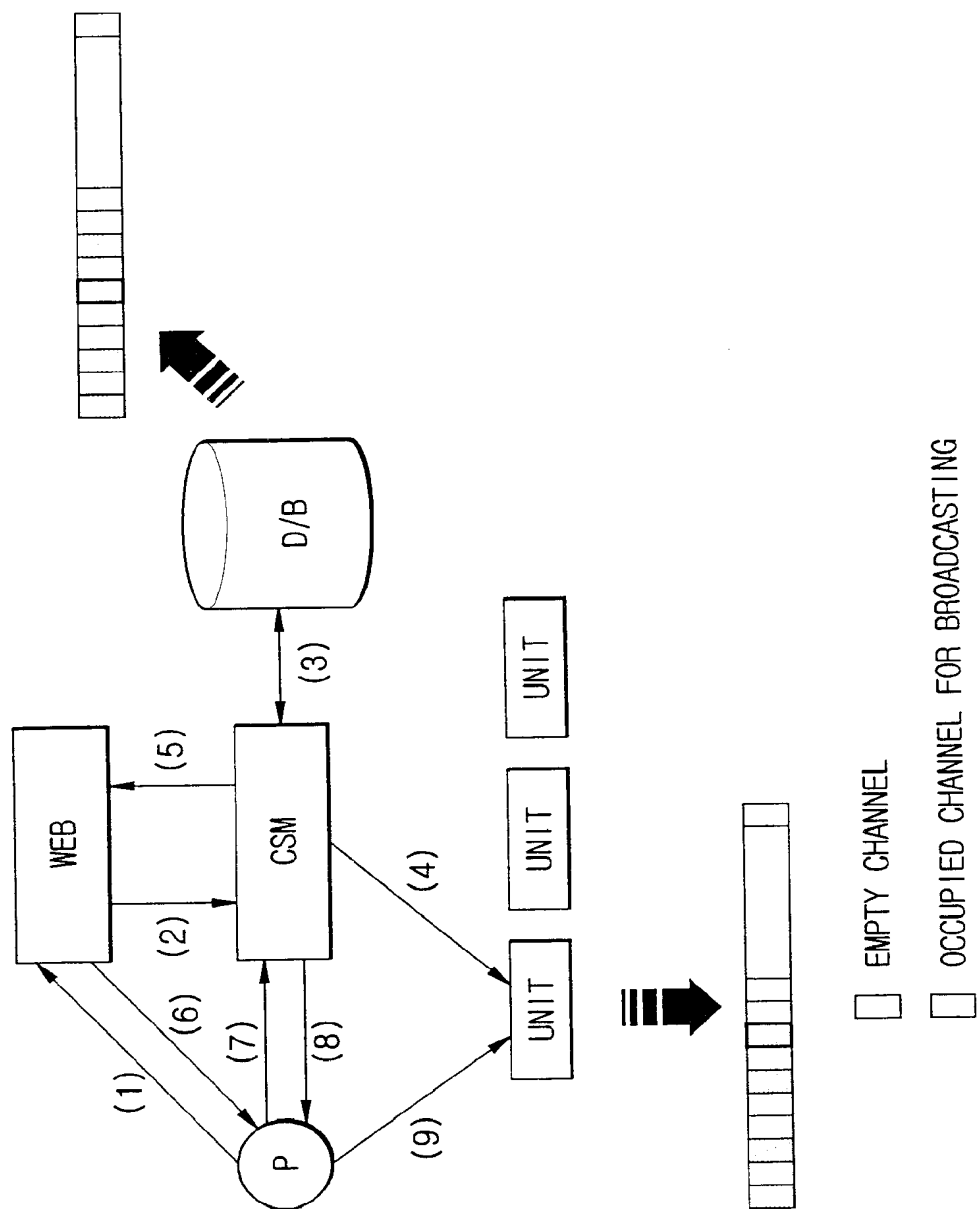 WEB
(1)
(2)
(5)
(6)
P
(7)
(8)
CSM
(3)
D/B
(9)
(4)
UNIT
UNIT
UNIT
EMPTY CHANNEL
OCCUPIED CHANNEL FOR BROADCASTING